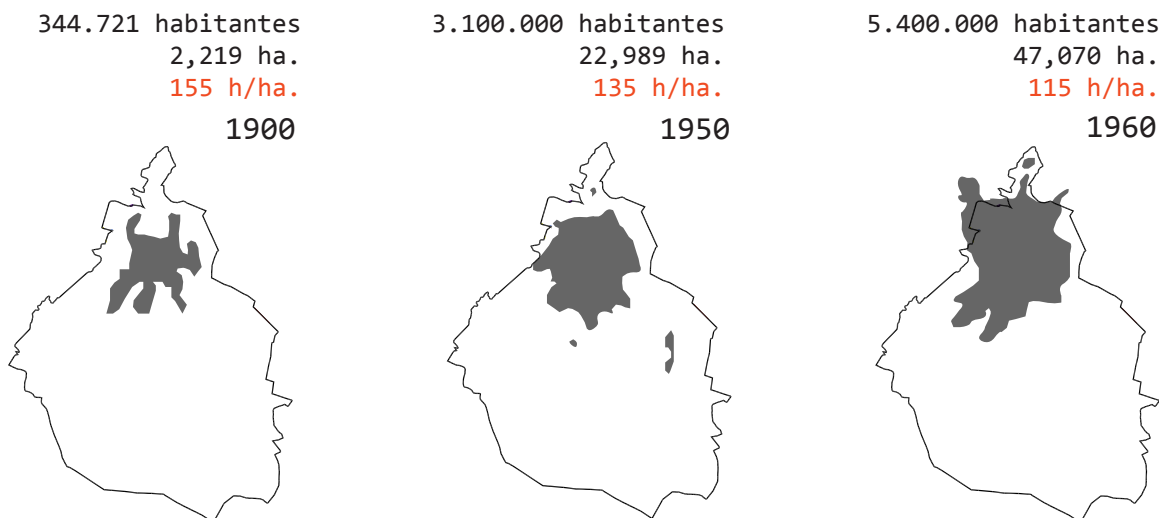 344.721 habitantes
2,219 ha.
155 h/ha.
1900
3.100.000 habitantes
22,989 ha.
135 h/ha.
1950
5.400.000 habitantes
47,070 ha.
115 h/ha.
1960